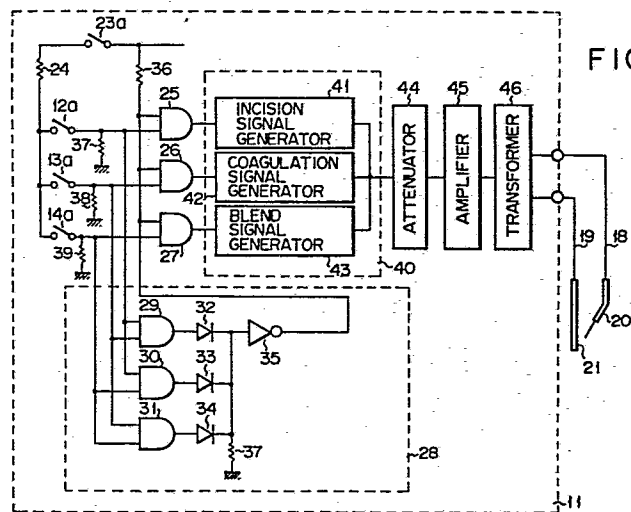 23a
FIG
24
36
25
41
12a
37
INCISION
SIGNAL
GENERATOR
44
45
46
26
13a
38
42
COAGULATION
SIGNAL
GENERATOR
ATTENUATOR
AMPLIFIER
TRANSFORMER
14a
39
27
BLEND
SIGNAL
GENERATOR
43
40
19
18
20
21
29
32
35
30
33
31
34
37
28
11